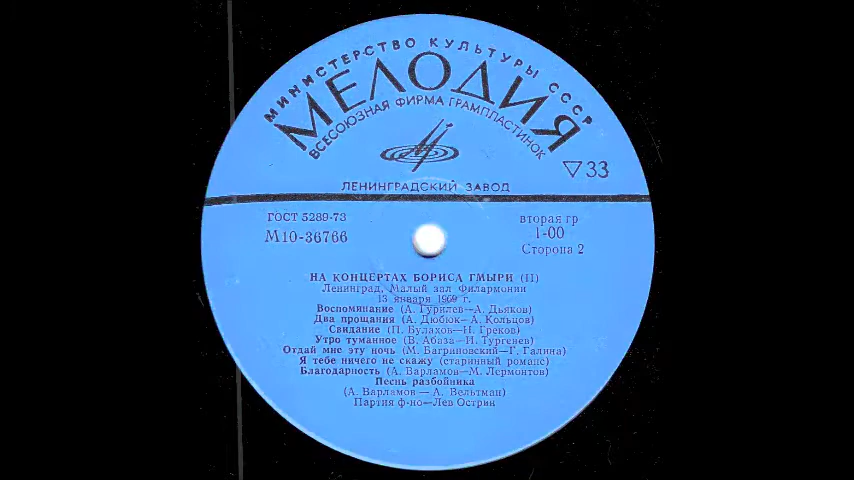 МИНИСТЕРСТВО КУЛЬТУРЫ СССР
МЕЛОДИЯ
ВСЕСОЮЗНАЯ ФИРМА ГРАМПЛАСТИНОК
▽33
ЛЕНИНГРАДСКИЙ ЗАВОД
ГОСТ 5289-73
М10-36766
вторая гр
1-00
Сторона 2
НА КОНЦЕРТАХ БОРИСА ГМЫРИ (II)
Ленинград, Малый зал Филармонии
13 января 1969 г.
Воспоминание (А. Гурилев—А. Дьяков)
Два прощания (А. Дюбюк—А. Кольцов)
Свидание (П. Булахов—Н. Греков)
Утро туманное (В. Абаза—И. Тургенев)
Отдай мне эту ночь (М. Багриновский—Г. Галина)
Я тебе ничего не скажу (старинный романс)
Благодарность (А. Варламов—М. Лермонтов)
Песнь разбойника
(А. Варламов — А. Вельтман)
Партия ф-но—Лев Острин